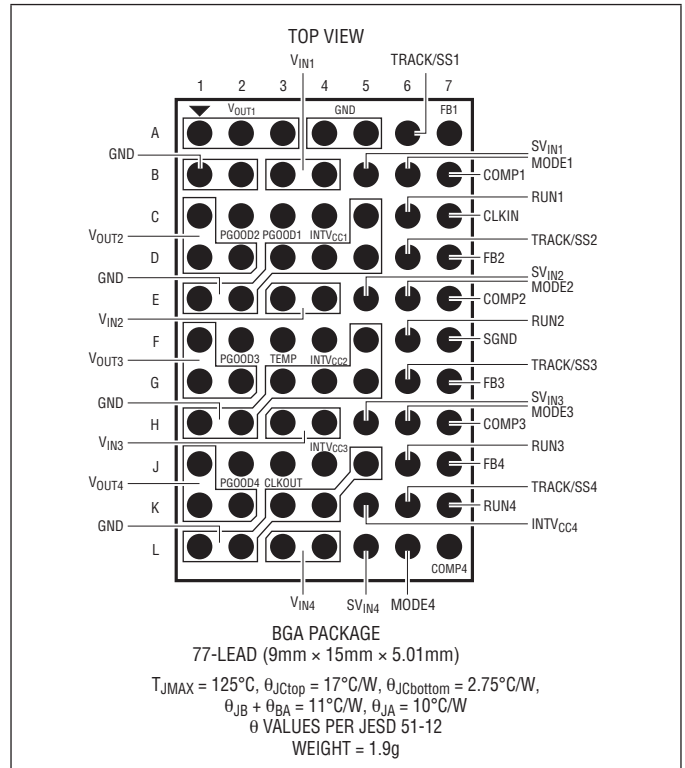 TOP VIEW
VIN1
TRACK/SS1
1 2 3 4 5 6 7
VOUT1 GND FB1
A
GND
SVIN1
MODE1
B
COMP1
RUN1
C
CLKIN
VOUT2
PGOOD2 PGOOD1 INTVCC1
TRACK/SS2
D
FB2
GND
SVIN2
MODE2
E
COMP2
VIN2
RUN2
F
SGND
VOUT3
PGOOD3 TEMP INTVCC2
TRACK/SS3
G
FB3
GND
SVIN3
MODE3
H
COMP3
VIN3
INTVCC3
RUN3
J
FB4
VOUT4
PGOOD4 CLKOUT
TRACK/SS4
K
RUN4
GND
INTVCC4
L
COMP4
VIN4 SVIN4 MODE4
BGA PACKAGE
77-LEAD (9mm × 15mm × 5.01mm)
TJMAX = 125°C, θJCtop = 17°C/W, θJCbottom = 2.75°C/W,
θJB + θBA = 11°C/W, θJA = 10°C/W
θ VALUES PER JESD 51-12
WEIGHT = 1.9g